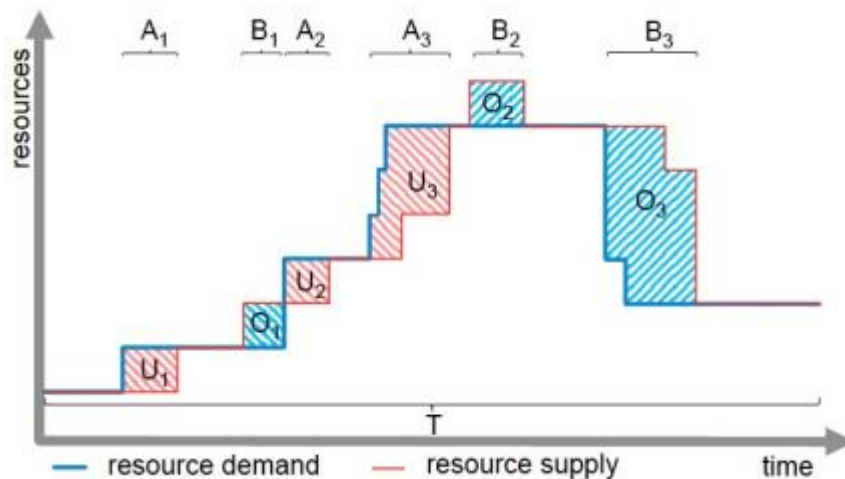 A₁ B₁ A₂ A₃ B₂ B₃
resources
O₂
U₃
O₃
U₂
O₁
U₁
T
resource demand resource supply time